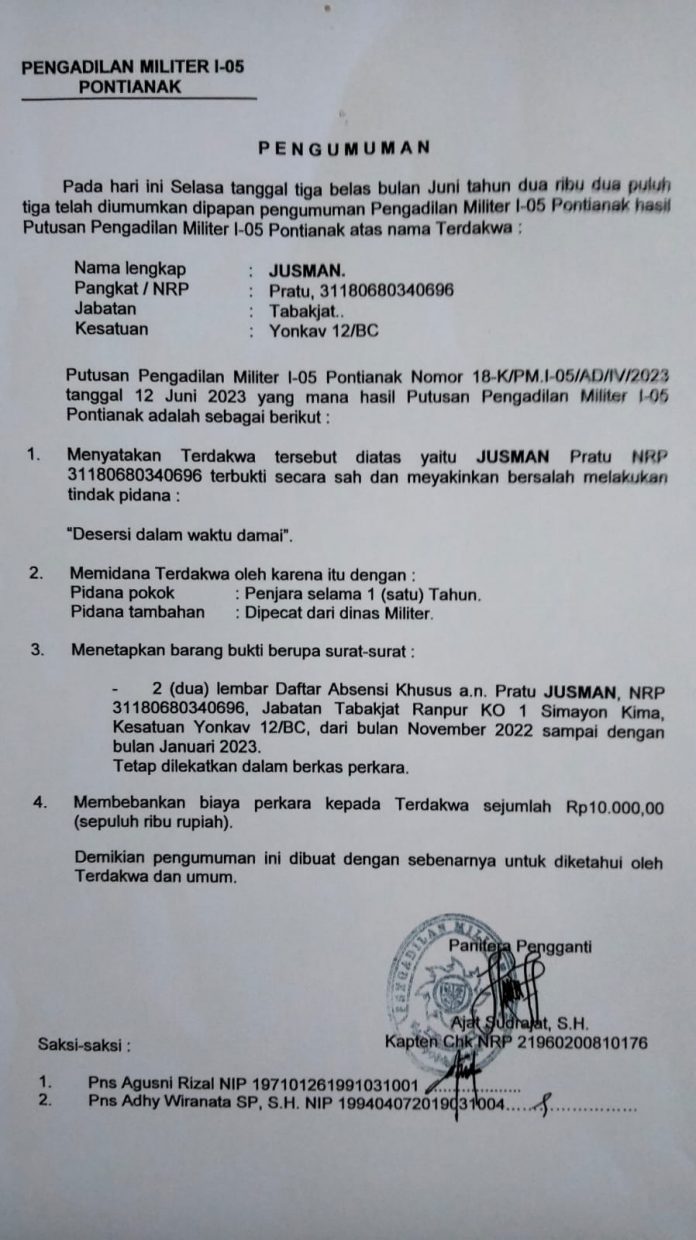 PENGADILAN MILITER I-05
PONTIANAK
PENGUMUMAN
Pada hari ini Selasa tanggal tiga belas bulan Juni tahun dua ribu dua puluh
tiga telah diumumkan dipapan pengumuman Pengadilan Militer I-05 Pontianak hasil
Putusan Pengadilan Militer I-05 Pontianak atas nama Terdakwa :
Nama lengkap : JUSMAN.
Pangkat / NRP : Pratu, 31180680340696
Jabatan : Tabakjat..
Kesatuan : Yonkav 12/BC
Putusan Pengadilan Militer I-05 Pontianak Nomor 18-K/PM.I-05/AD/IV/2023
tanggal 12 Juni 2023 yang mana hasil Putusan Pengadilan Militer I-05
Pontianak adalah sebagai berikut :
1. Menyatakan Terdakwa tersebut diatas yaitu JUSMAN Pratu NRP
31180680340696 terbukti secara sah dan meyakinkan bersalah melakukan
tindak pidana :
"Desersi dalam waktu damai".
2. Memidana Terdakwa oleh karena itu dengan :
Pidana pokok : Penjara selama 1 (satu) Tahun.
Pidana tambahan : Dipecat dari dinas Militer.
3. Menetapkan barang bukti berupa surat-surat :
- 2 (dua) lembar Daftar Absensi Khusus a.n. Pratu JUSMAN, NRP
31180680340696, Jabatan Tabakjat Ranpur KO 1 Simayon Kima,
Kesatuan Yonkav 12/BC, dari bulan November 2022 sampai dengan
bulan Januari 2023.
Tetap dilekatkan dalam berkas perkara.
4. Membebankan biaya perkara kepada Terdakwa sejumlah Rp10.000,00
(sepuluh ribu rupiah).
Demikian pengumuman ini dibuat dengan sebenarnya untuk diketahui oleh
Terdakwa dan umum.
PENGADILAN MILITER
Panitera Pengganti
Ajat Sudrajat, S.H.
Kapten Chk NRP 21960200810176
Saksi-saksi :
1. Pns Agusni Rizal NIP 197101261991031001
2. Pns Adhy Wiranata SP, S.H. NIP 199404072019031004